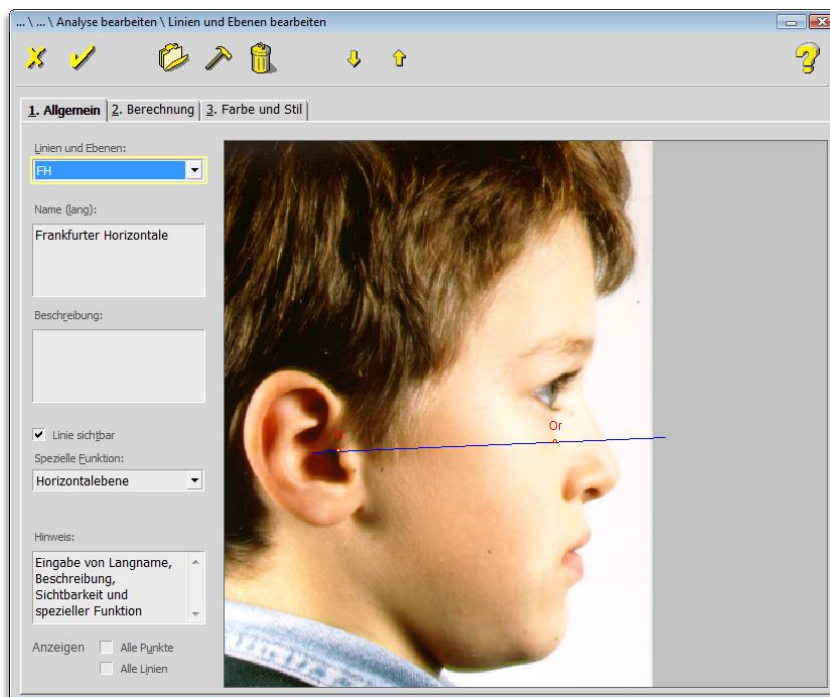 ... \ ... \ Analyse bearbeiten \ Linien und Ebenen bearbeiten
1. Allgemein
2. Berechnung
3. Farbe und Stil
Linien und Ebenen:
FH
Name (lang):
Frankfurter Horizontale
Beschreibung:
Linie sichtbar
Spezielle Funktion:
Horizontalebene
Hinweis:
Eingabe von Langname,
Beschreibung,
Sichtbarkeit und
spezieller Funktion
Anzeigen
Alle Punkte
Alle Linien
Or